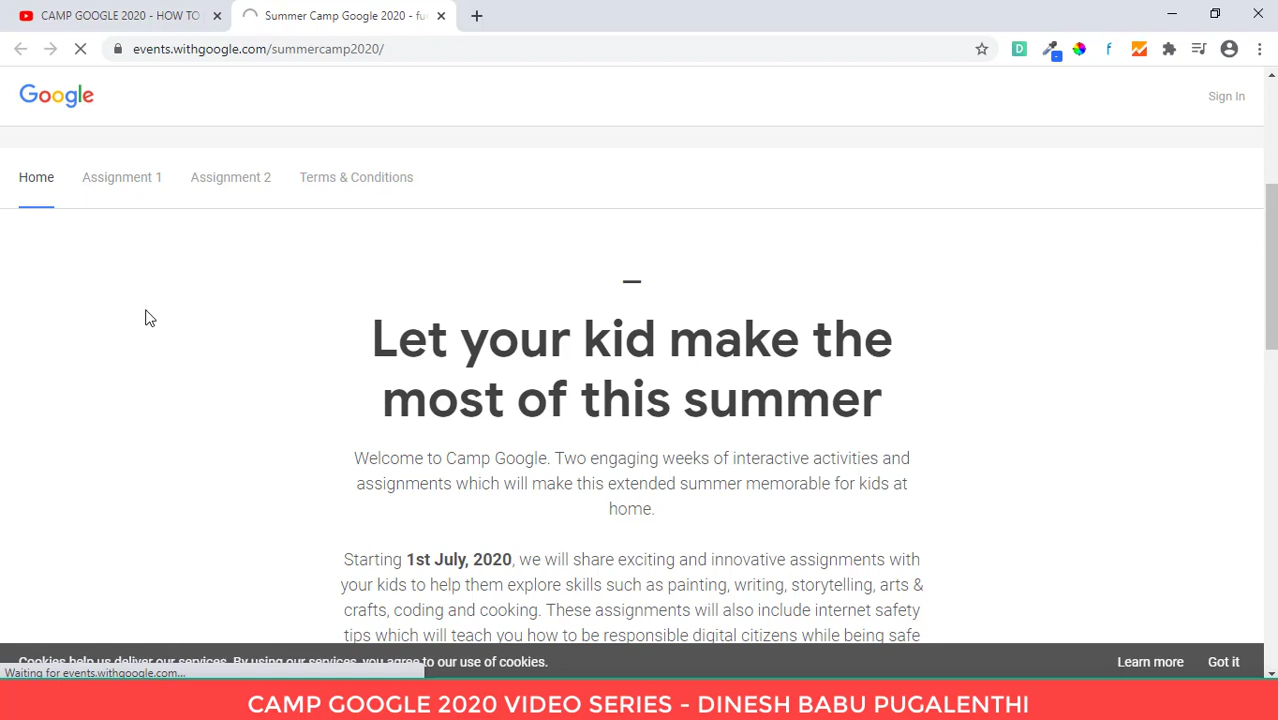 CAMP GOOGLE 2020 - HOW TO
Summer Camp Google 2020 - fu
events.withgoogle.com/summercamp2020/
Google
Sign In
Home Assignment 1 Assignment 2 Terms & Conditions
Let your kid make the
most of this summer
Welcome to Camp Google. Two engaging weeks of interactive activities and
assignments which will make this extended summer memorable for kids at
home.
Starting 1st July, 2020, we will share exciting and innovative assignments with
your kids to help them explore skills such as painting, writing, storytelling, arts &
crafts, coding and cooking. These assignments will also include internet safety
tips which will teach you how to be responsible digital citizens while being safe
Cookies help us deliver our services. By using our services, you agree to our use of cookies.
Learn more Got it
Waiting for events.withgoogle.com...
CAMP GOOGLE 2020 VIDEO SERIES - DINESH BABU PUGALENTHI